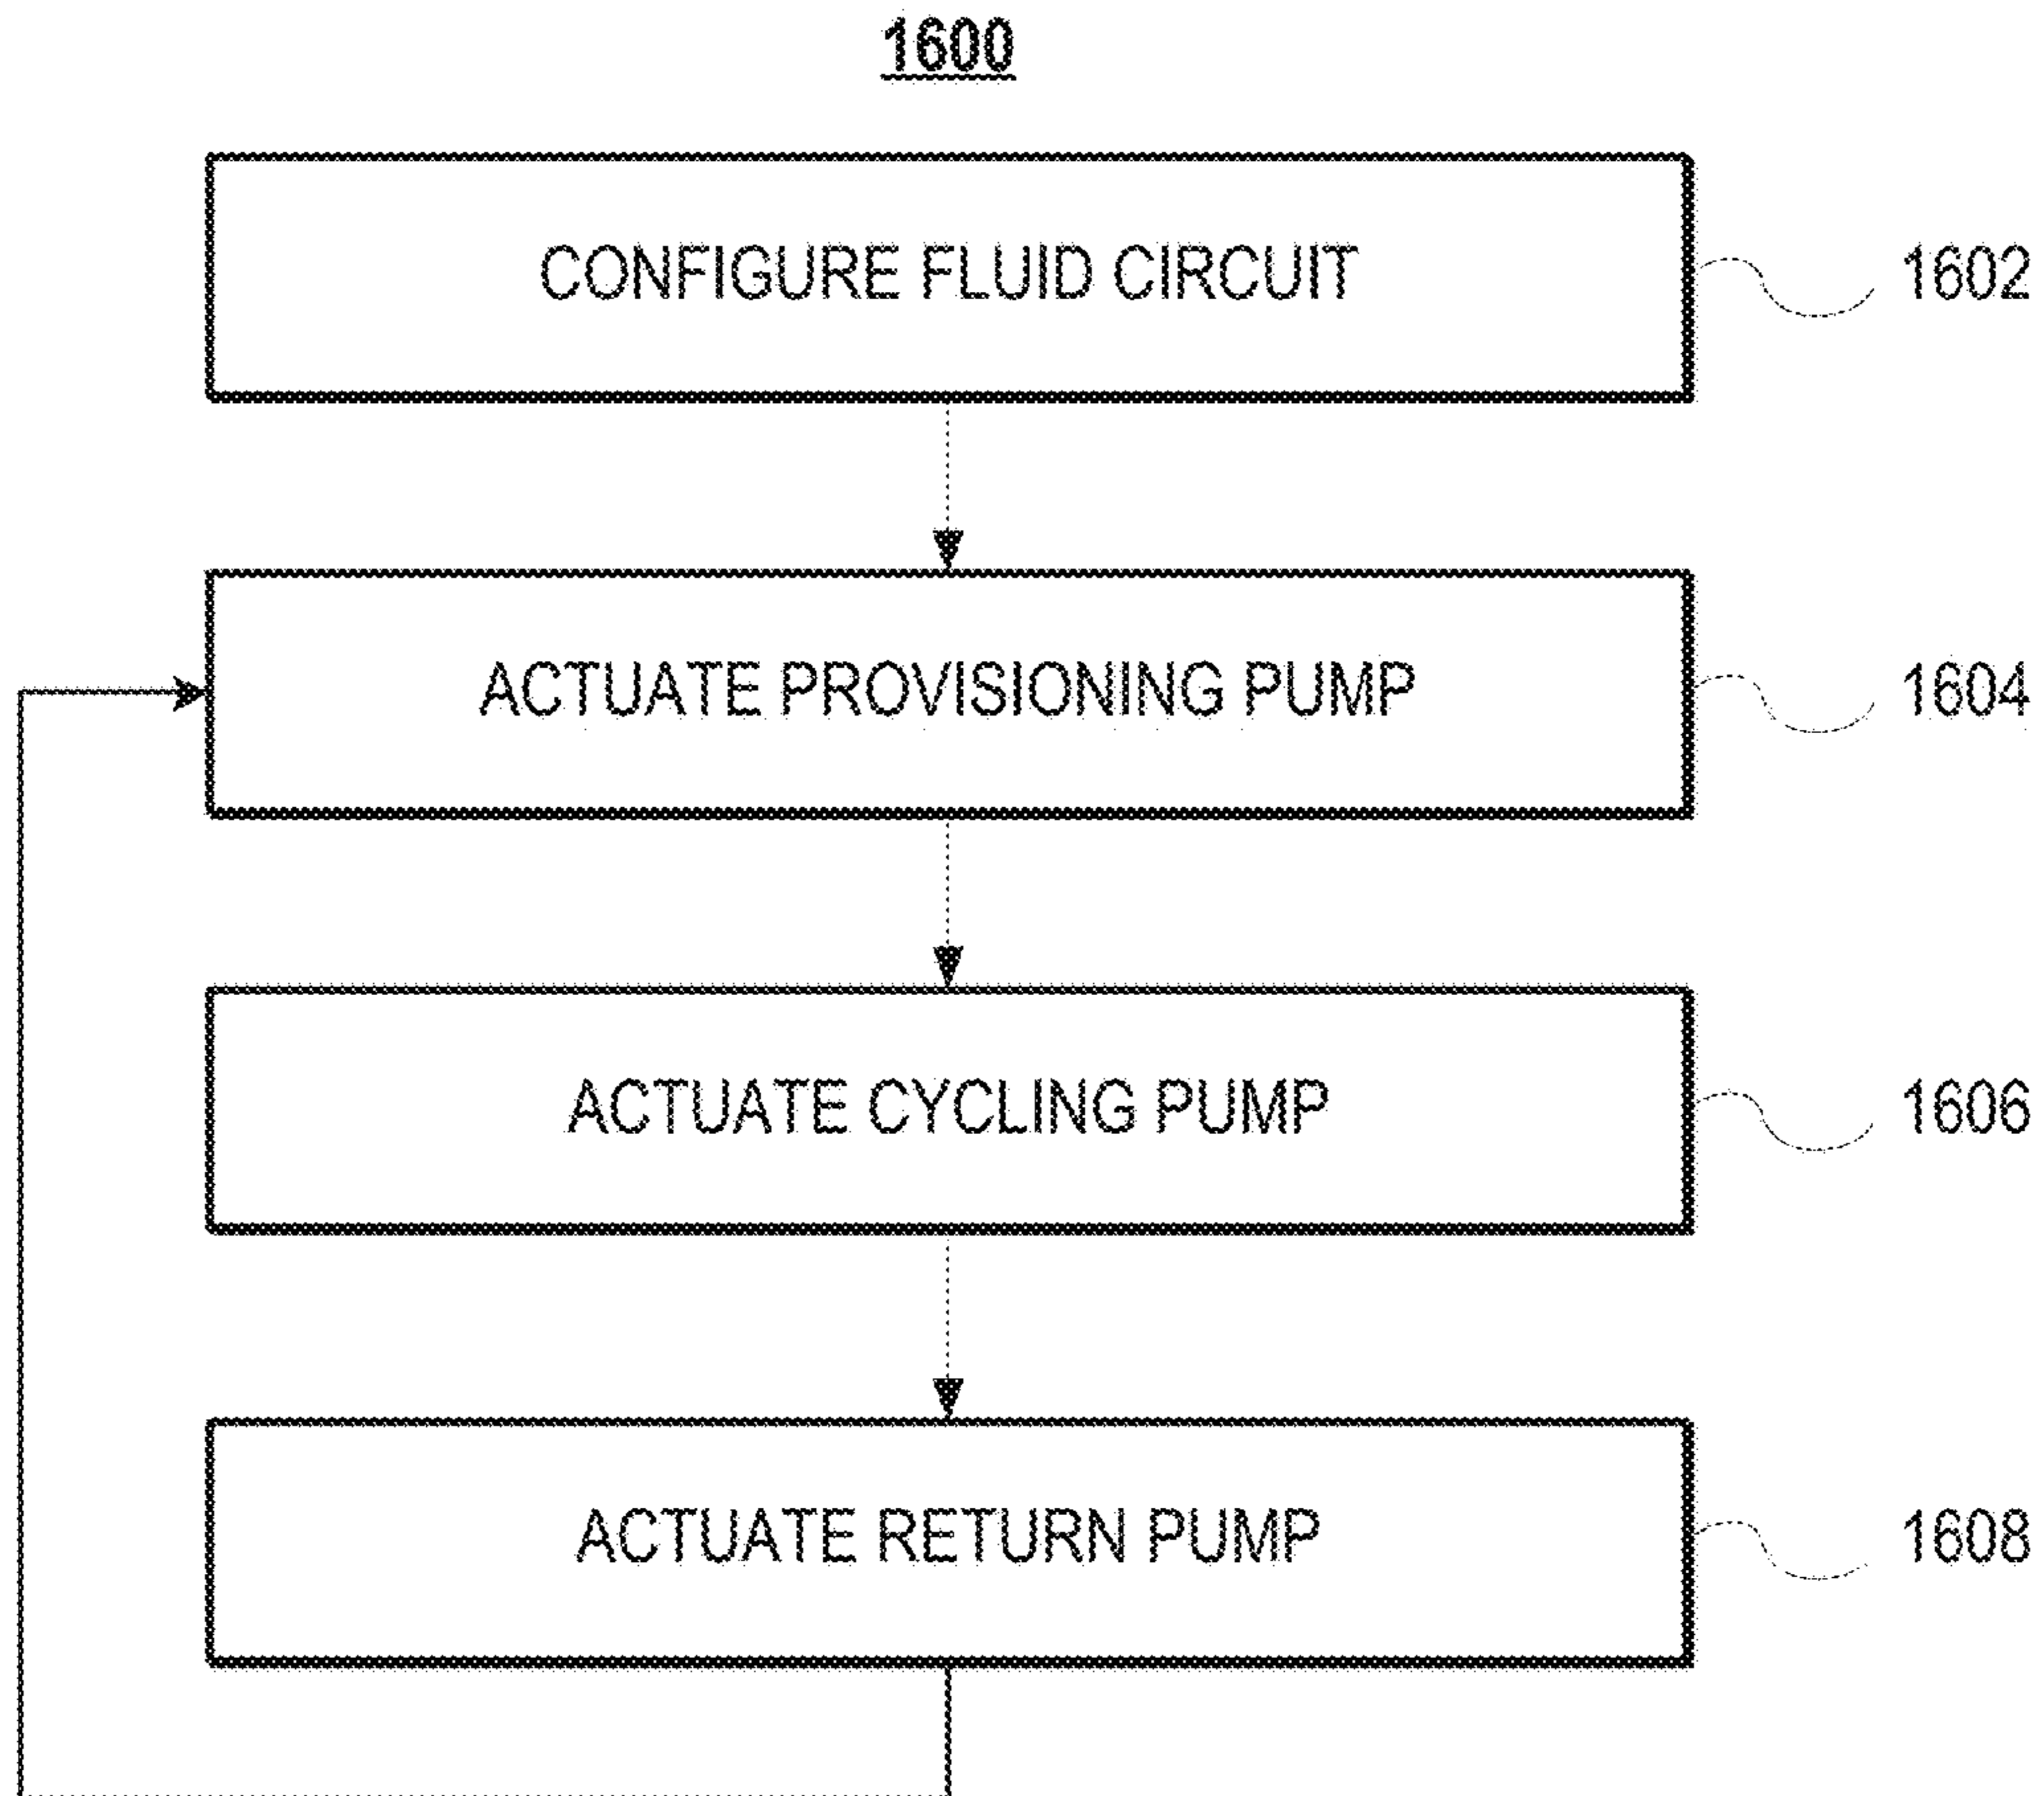 1600
CONFIGURE FLUID CIRCUIT
1602
ACTUATE PROVISIONING PUMP
1604
ACTUATE CYCLING PUMP
1606
ACTUATE RETURN PUMP
1608